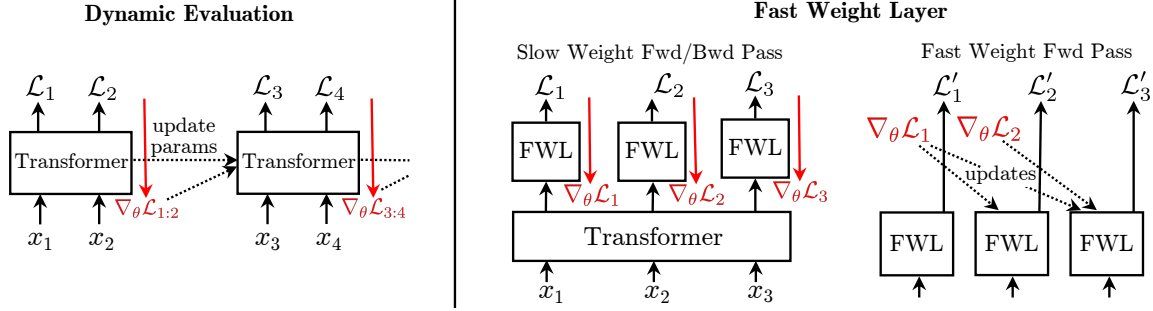 Dynamic Evaluation
ℒ₁ ℒ₂ ℒ₃ ℒ₄
update
params
Transformer Transformer
∇θℒ₁:₂ ∇θℒ₃:₄
x₁ x₂ x₃ x₄
Fast Weight Layer
Slow Weight Fwd/Bwd Pass
ℒ₁ ℒ₂ ℒ₃
FWL FWL FWL
∇θℒ₁ ∇θℒ₂ ∇θℒ₃
Transformer
x₁ x₂ x₃
Fast Weight Fwd Pass
ℒ′₁ ℒ′₂ ℒ′₃
∇θℒ₁ ∇θℒ₂
updates
FWL FWL FWL